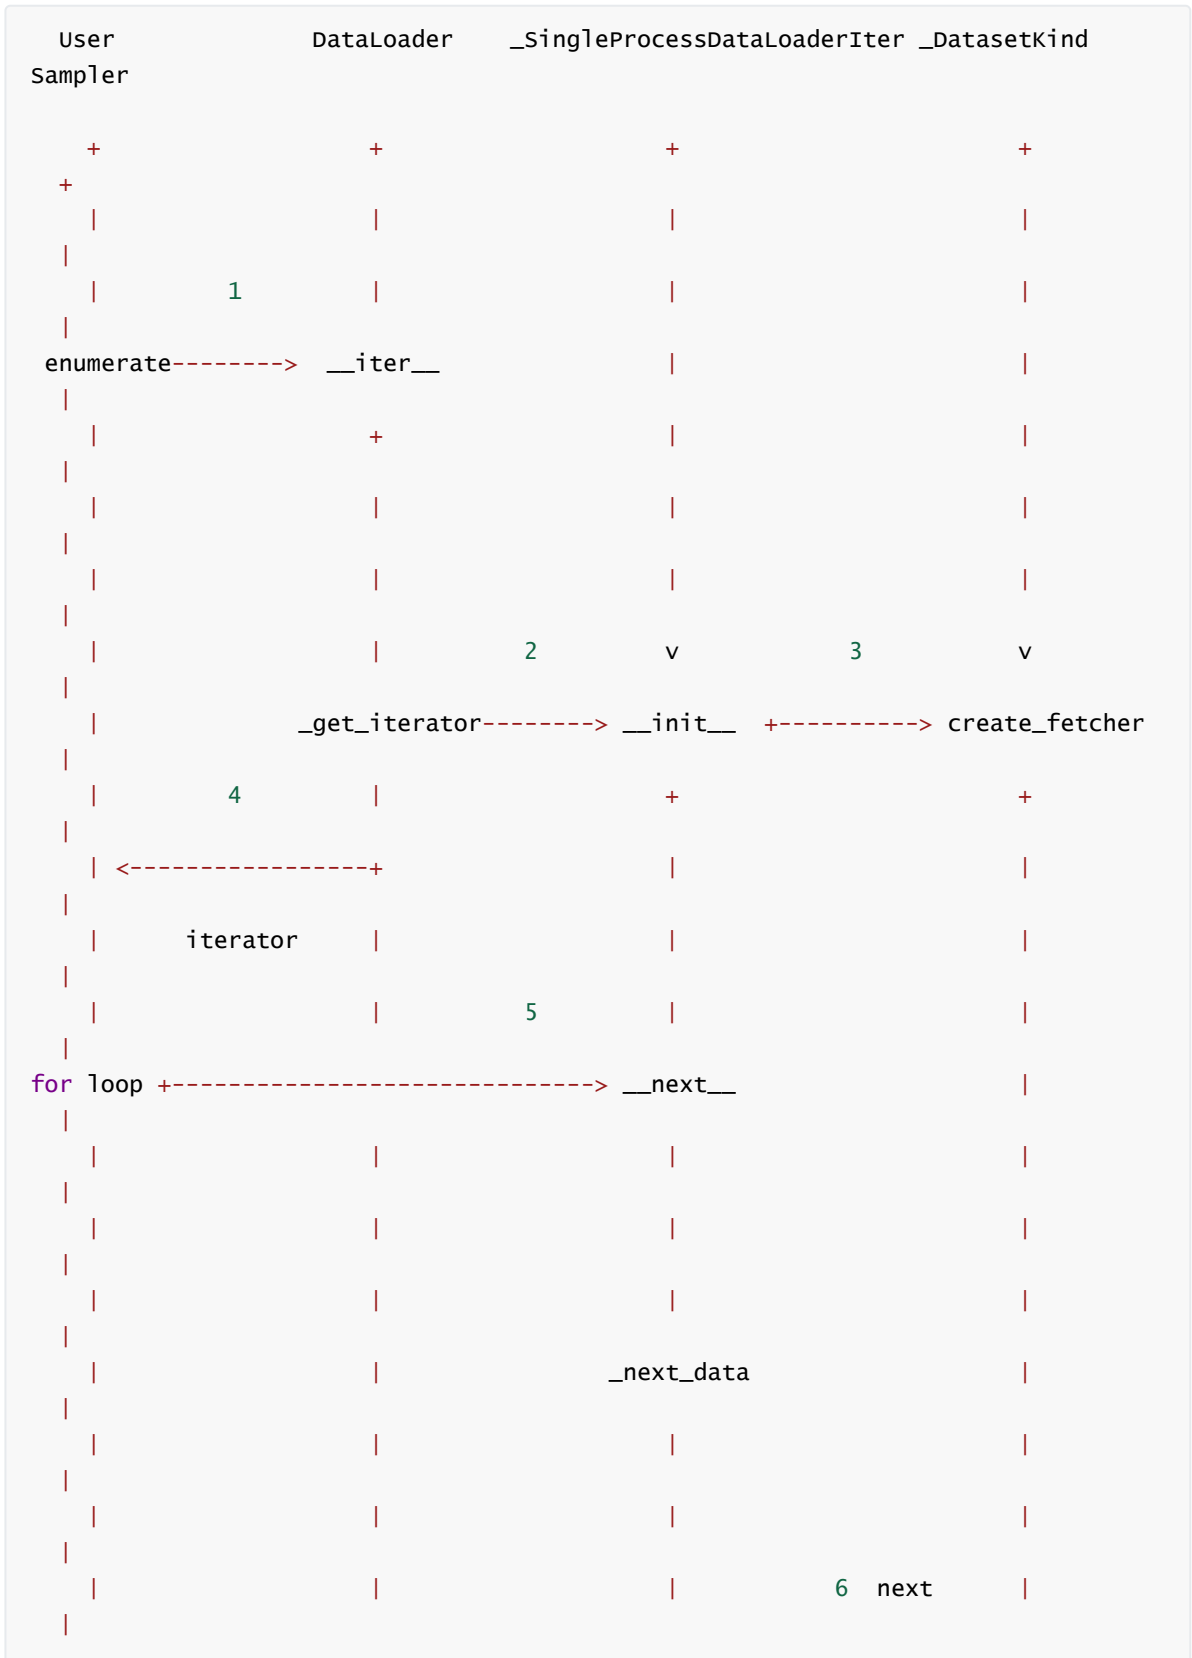 User              DataLoader    _SingleProcessDataLoaderIter _DatasetKind
Sampler
+                   +                    +                        +
+
|                   |                    |                        |
|
|         1         |                    |                        |
|
enumerate-------->  __iter__                |                        |
|
|                   +                    |                        |
|
|                   |                    |                        |
|
|                   |                    |                        |
|
|                   |          2         v            3           v
|
|              _get_iterator--------> __init__  +----------> create_fetcher
|
|         4         |                    +                        +
|
| <-----------------+                    |                        |
|
|      iterator     |                    |                        |
|
|                   |          5         |                        |
|
for loop +------------------------------> __next__                    |
|
|                   |                    |                        |
|
|                   |                    |                        |
|
|                   |                    |                        |
|
|                   |                _next_data                   |
|
|                   |                    |                        |
|
|                   |                    |                        |
|
|                   |                    |           6  next      |
|